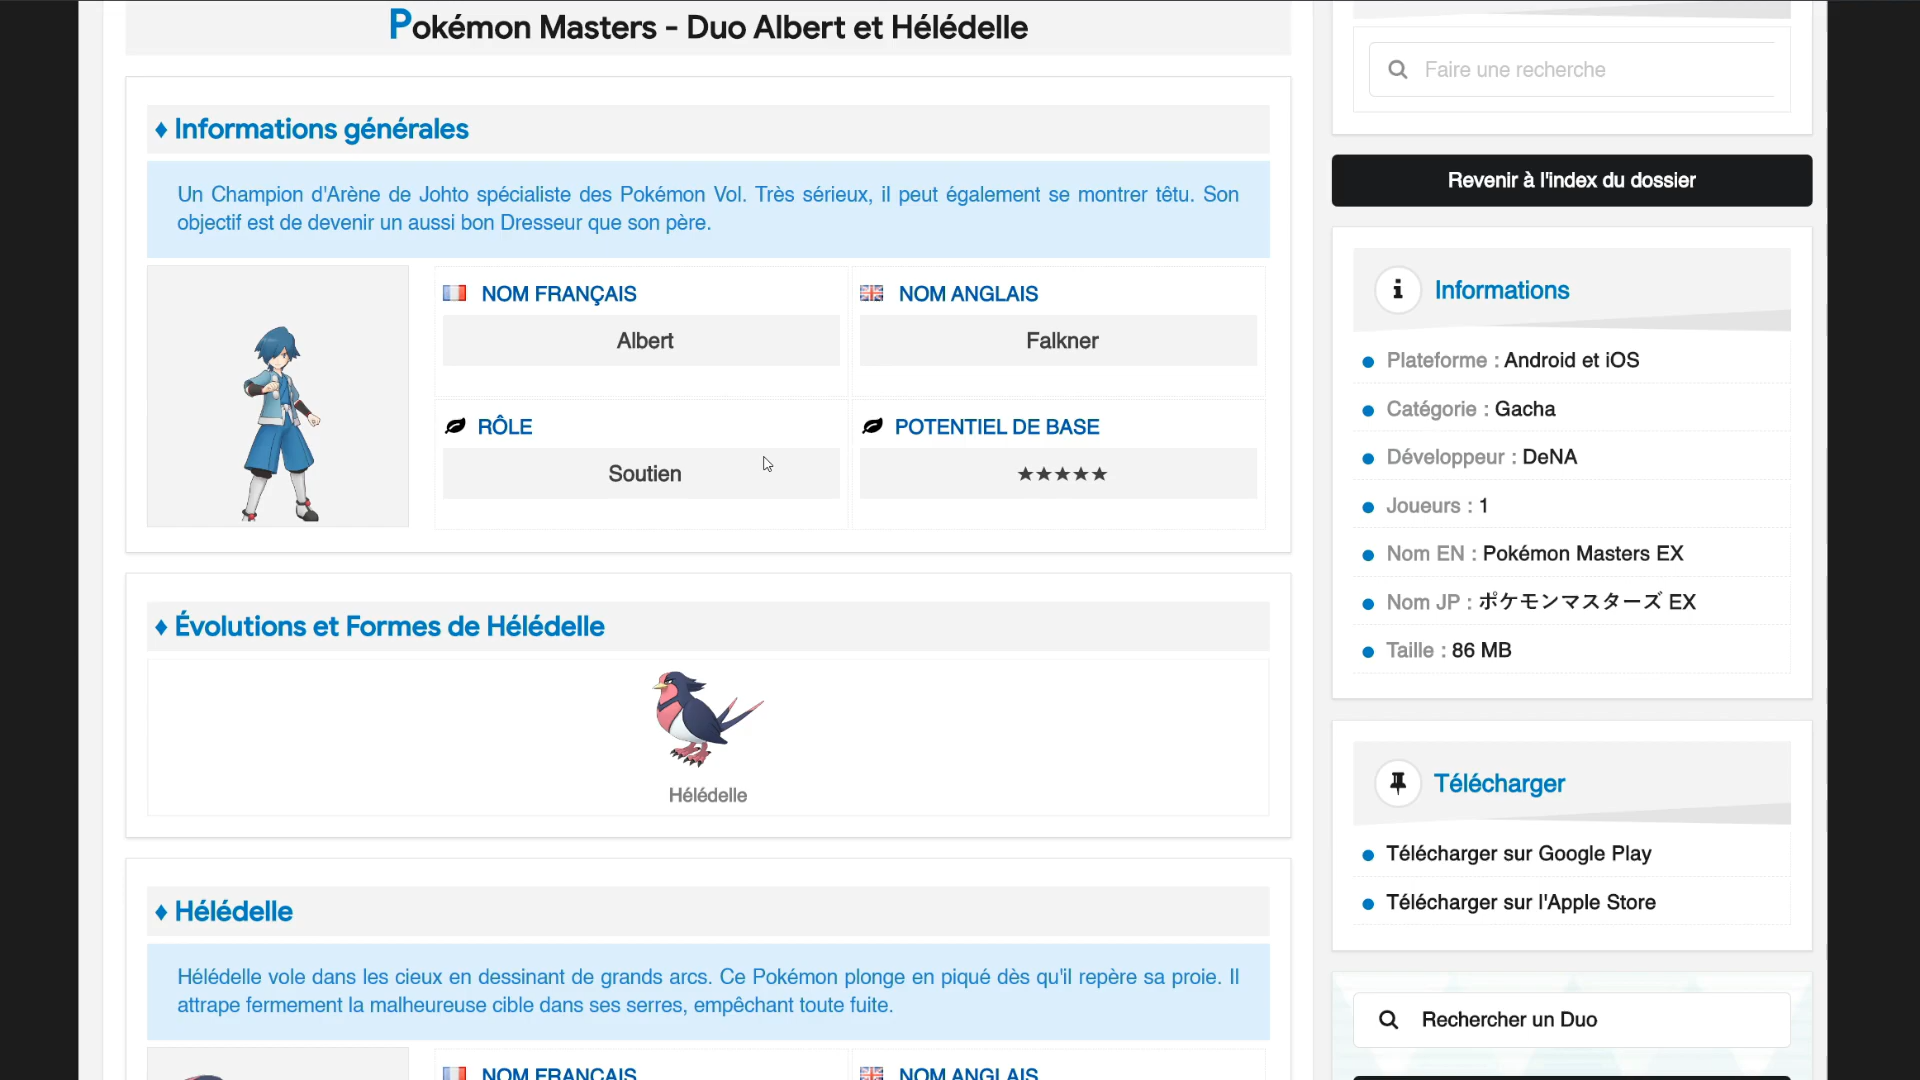 Pokémon Masters - Duo Albert et Hélédelle
Informations générales
Un Champion d'Arène de Johto spécialiste des Pokémon Vol. Très sérieux, il peut également se montrer têtu. Son
objectif est de devenir un aussi bon Dresseur que son père.
NOM FRANÇAIS
Albert
NOM ANGLAIS
Falkner
RÔLE
Soutien
POTENTIEL DE BASE
★★★★★
Évolutions et Formes de Hélédelle
Hélédelle
Hélédelle
Hélédelle vole dans les cieux en dessinant de grands arcs. Ce Pokémon plonge en piqué dès qu'il repère sa proie. Il
attrape fermement la malheureuse cible dans ses serres, empêchant toute fuite.
NOM FRANÇAIS
NOM ANGLAIS
Faire une recherche
Revenir à l'index du dossier
Informations
Plateforme : Android et iOS
Catégorie : Gacha
Développeur : DeNA
Joueurs : 1
Nom EN : Pokémon Masters EX
Nom JP : ポケモンマスターズ EX
Taille : 86 MB
Télécharger
Télécharger sur Google Play
Télécharger sur l'Apple Store
Rechercher un Duo